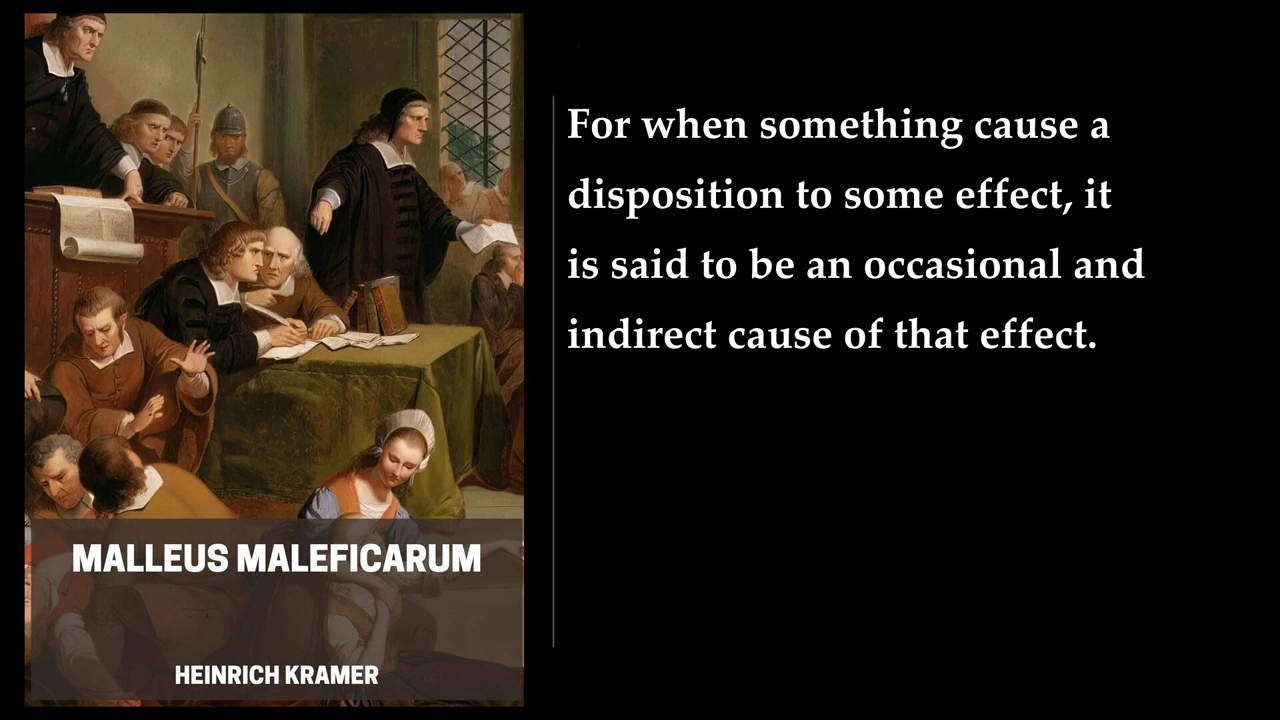 MALLEUS MALEFICARUM
HEINRICH KRAMER
For when something cause a
disposition to some effect, it
is said to be an occasional and
indirect cause of that effect.